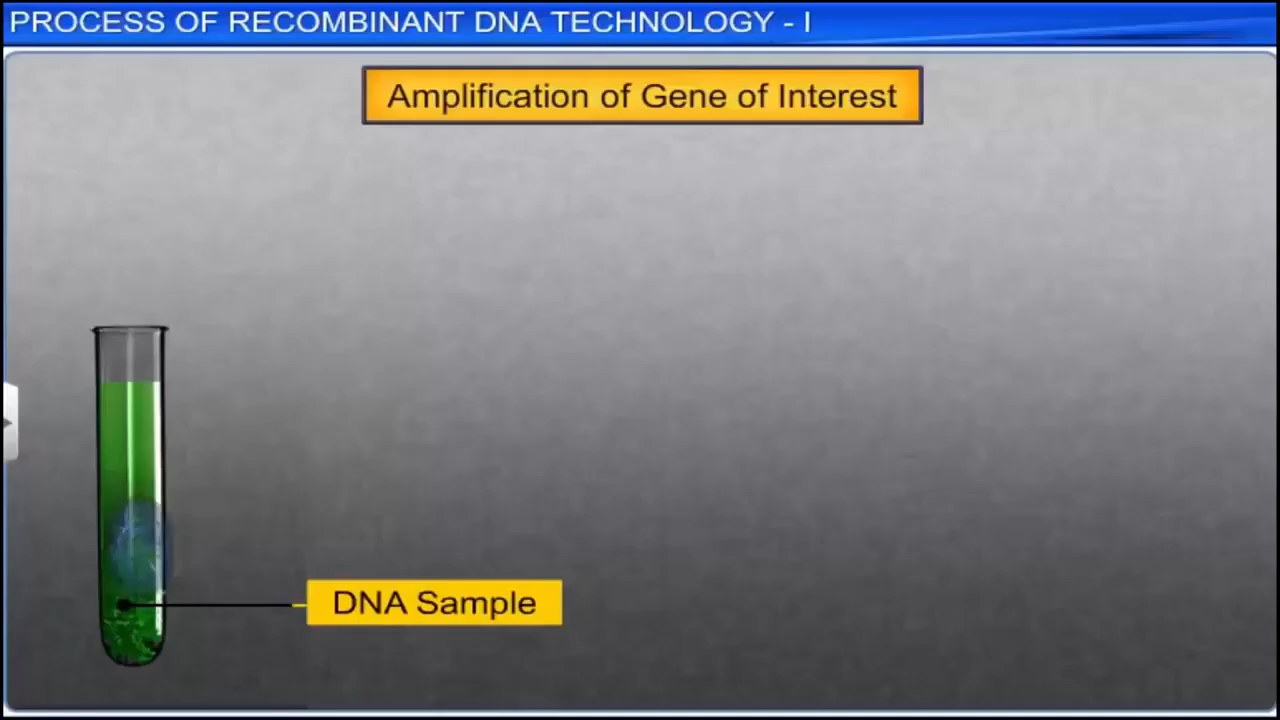 PROCESS OF RECOMBINANT DNA TECHNOLOGY - I
Amplification of Gene of Interest
DNA Sample